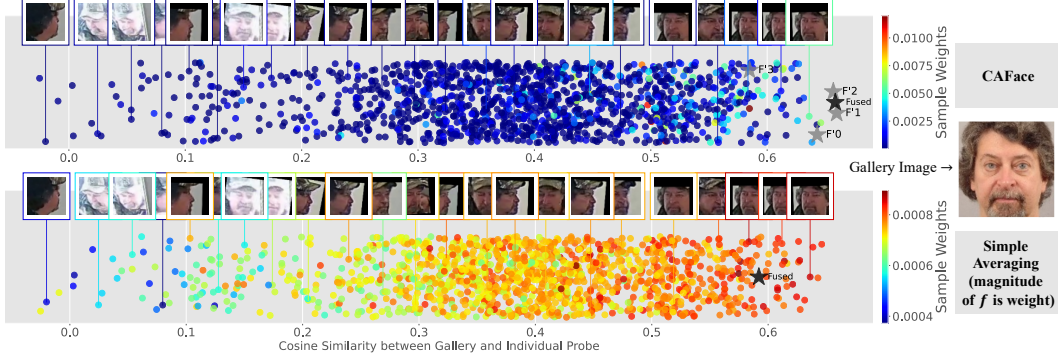 0.0100
0.0075
0.0050
0.0025
Sample Weights
F'3
F'2
Fused
F'1
F'0
0.0
0.1
0.2
0.3
0.4
0.5
0.6
CAFace
Gallery Image →
0.0008
0.0006
0.0004
Sample Weights
Fused
0.0
0.1
0.2
0.3
0.4
0.5
0.6
Cosine Similarity between Gallery and Individual Probe
Simple
Averaging
(magnitude
of f is weight)